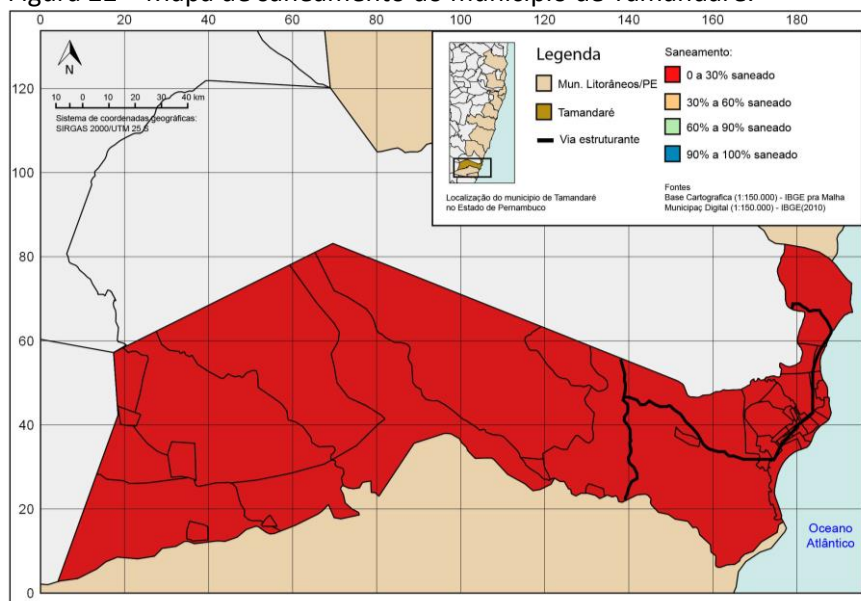 Figura 22 – Mapa de saneamento do município de Tamandaré.
0 20 40 60 80 100 120 140 160 180
120
100
80
60
40
20
0
N
10 0 10 20 30 40 km
Sistema de coordenadas geográficas:
SIRGAS 2000/UTM 25 S
Legenda
Mun. Litorâneos/PE
Tamandaré
Via estruturante
Saneamento:
0 a 30% saneado
30% a 60% saneado
60% a 90% saneado
90% a 100% saneado
Localização do municipio de Tamandaré
no Estado de Pernambuco
Fontes
Base Cartografica (1:150.000) - IBGE pra Malha
Municipaç Digital (1:150.000) - IBGE(2010)
Oceano
Atlântico